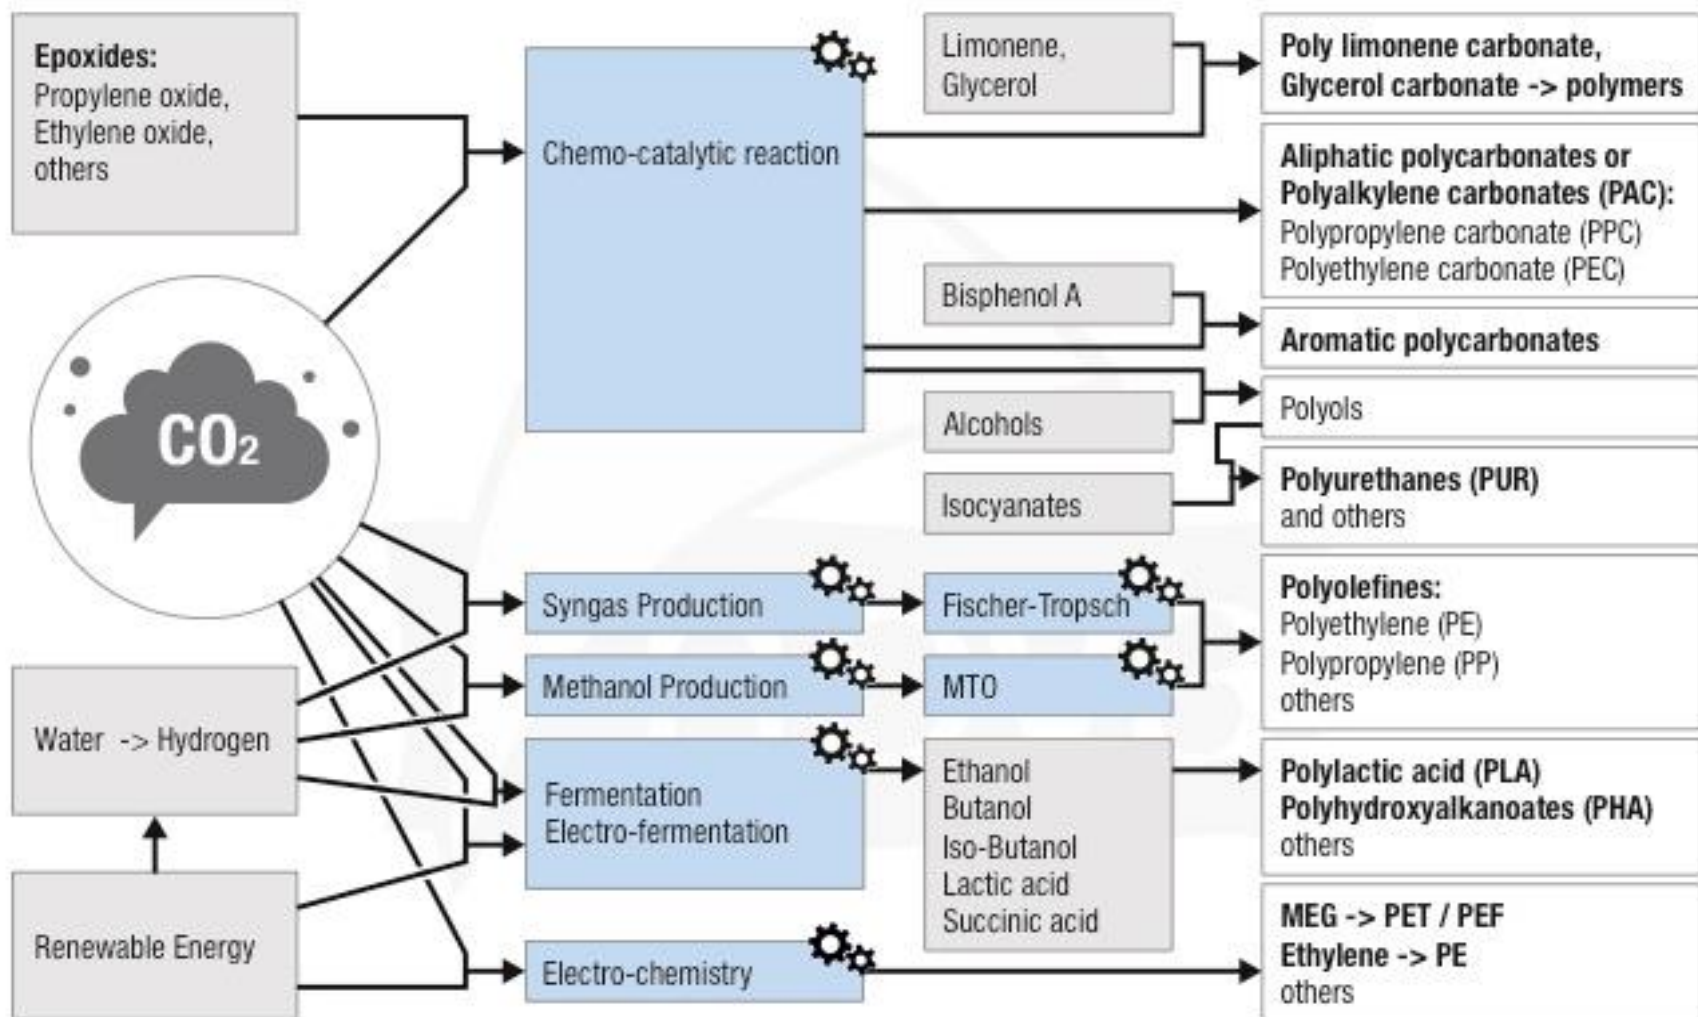 Epoxides:
Propylene oxide,
Ethylene oxide,
others
CO₂
Water -> Hydrogen
Renewable Energy
Chemo-catalytic reaction
Syngas Production
Methanol Production
Fermentation
Electro-fermentation
Electro-chemistry
Limonene,
Glycerol
Bisphenol A
Alcohols
Isocyanates
Fischer-Tropsch
MTO
Ethanol
Butanol
Iso-Butanol
Lactic acid
Succinic acid
Poly limonene carbonate,
Glycerol carbonate -> polymers
Aliphatic polycarbonates or
Polyalkylene carbonates (PAC):
Polypropylene carbonate (PPC)
Polyethylene carbonate (PEC)
Aromatic polycarbonates
Polyols
Polyurethanes (PUR)
and others
Polyolefines:
Polyethylene (PE)
Polypropylene (PP)
others
Polylactic acid (PLA)
Polyhydroxyalkanoates (PHA)
others
MEG -> PET / PEF
Ethylene -> PE
others